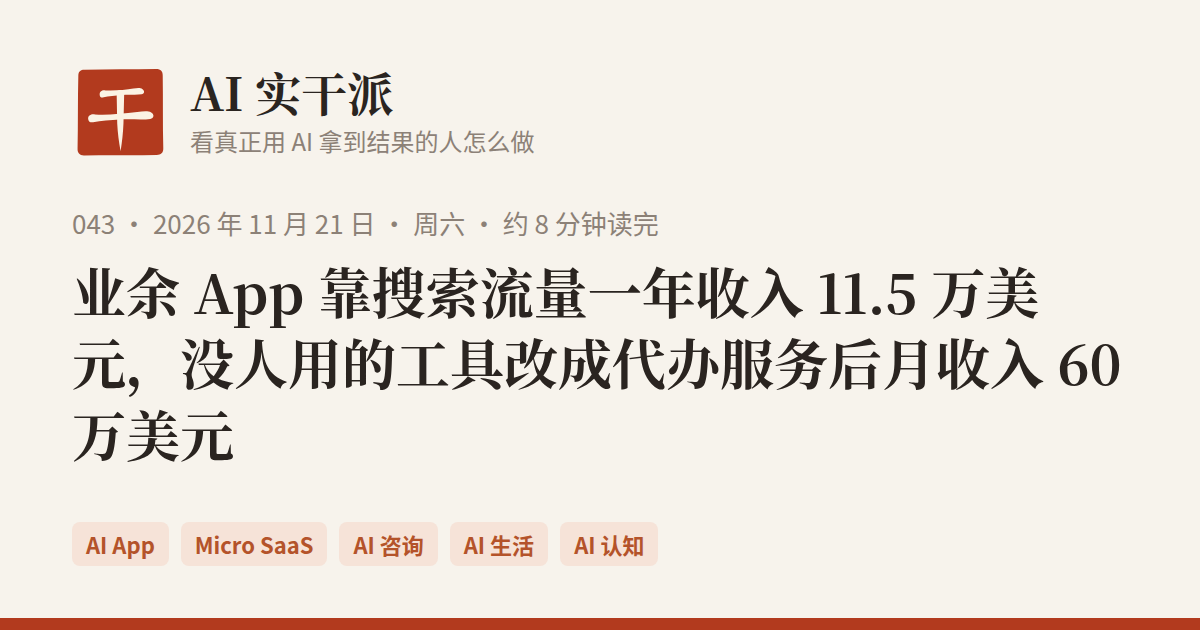 干
AI 实干派
看真正用 AI 拿到结果的人怎么做
043 · 2026 年 11 月 21 日 · 周六 · 约 8 分钟读完
业余 App 靠搜索流量一年收入 11.5 万美
元，没人用的工具改成代办服务后月收入 60
万美元
AI App
Micro SaaS
AI 咨询
AI 生活
AI 认知